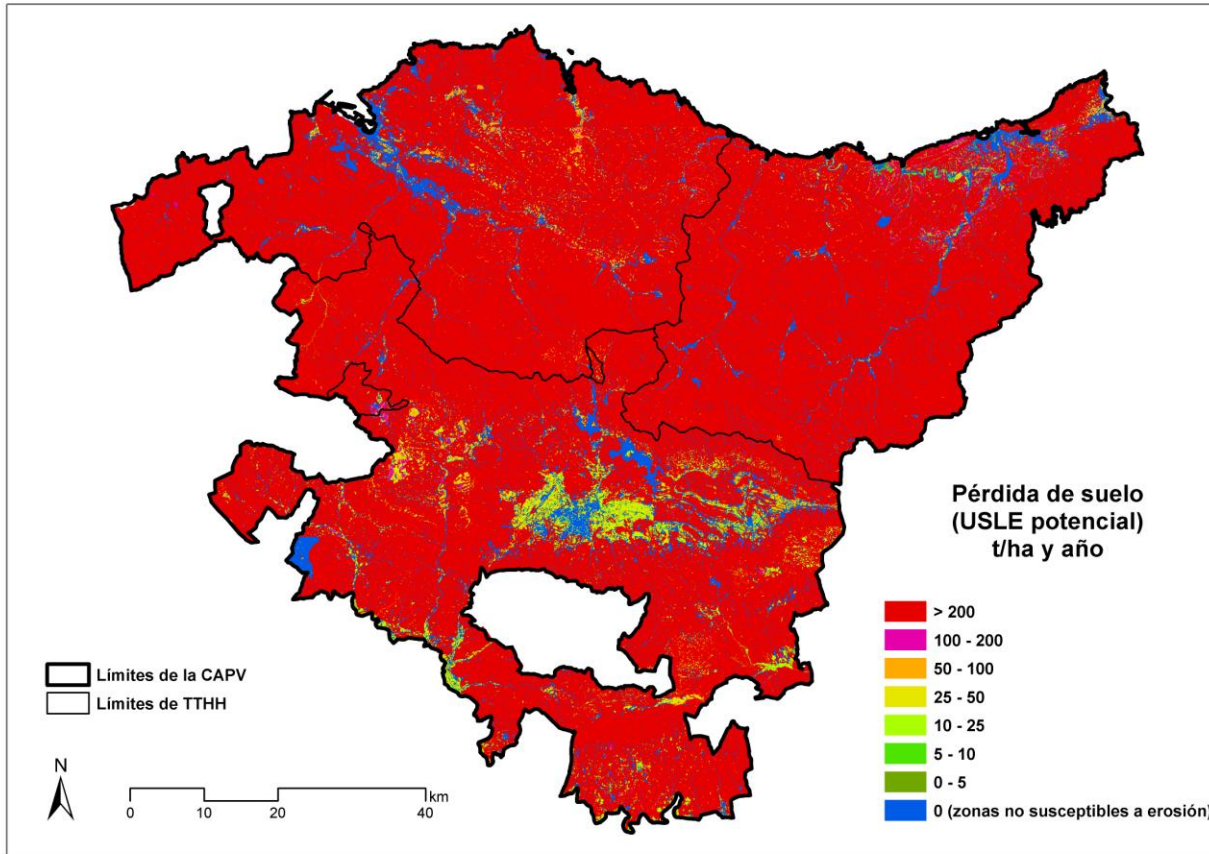 Pérdida de suelo
(USLE potencial)
t/ha y año
> 200
100 - 200
50 - 100
25 - 50
10 - 25
5 - 10
0 - 5
0 (zonas no susceptibles a erosión)
Límites de la CAPV
Límites de TTHH
N
km
0 10 20 40